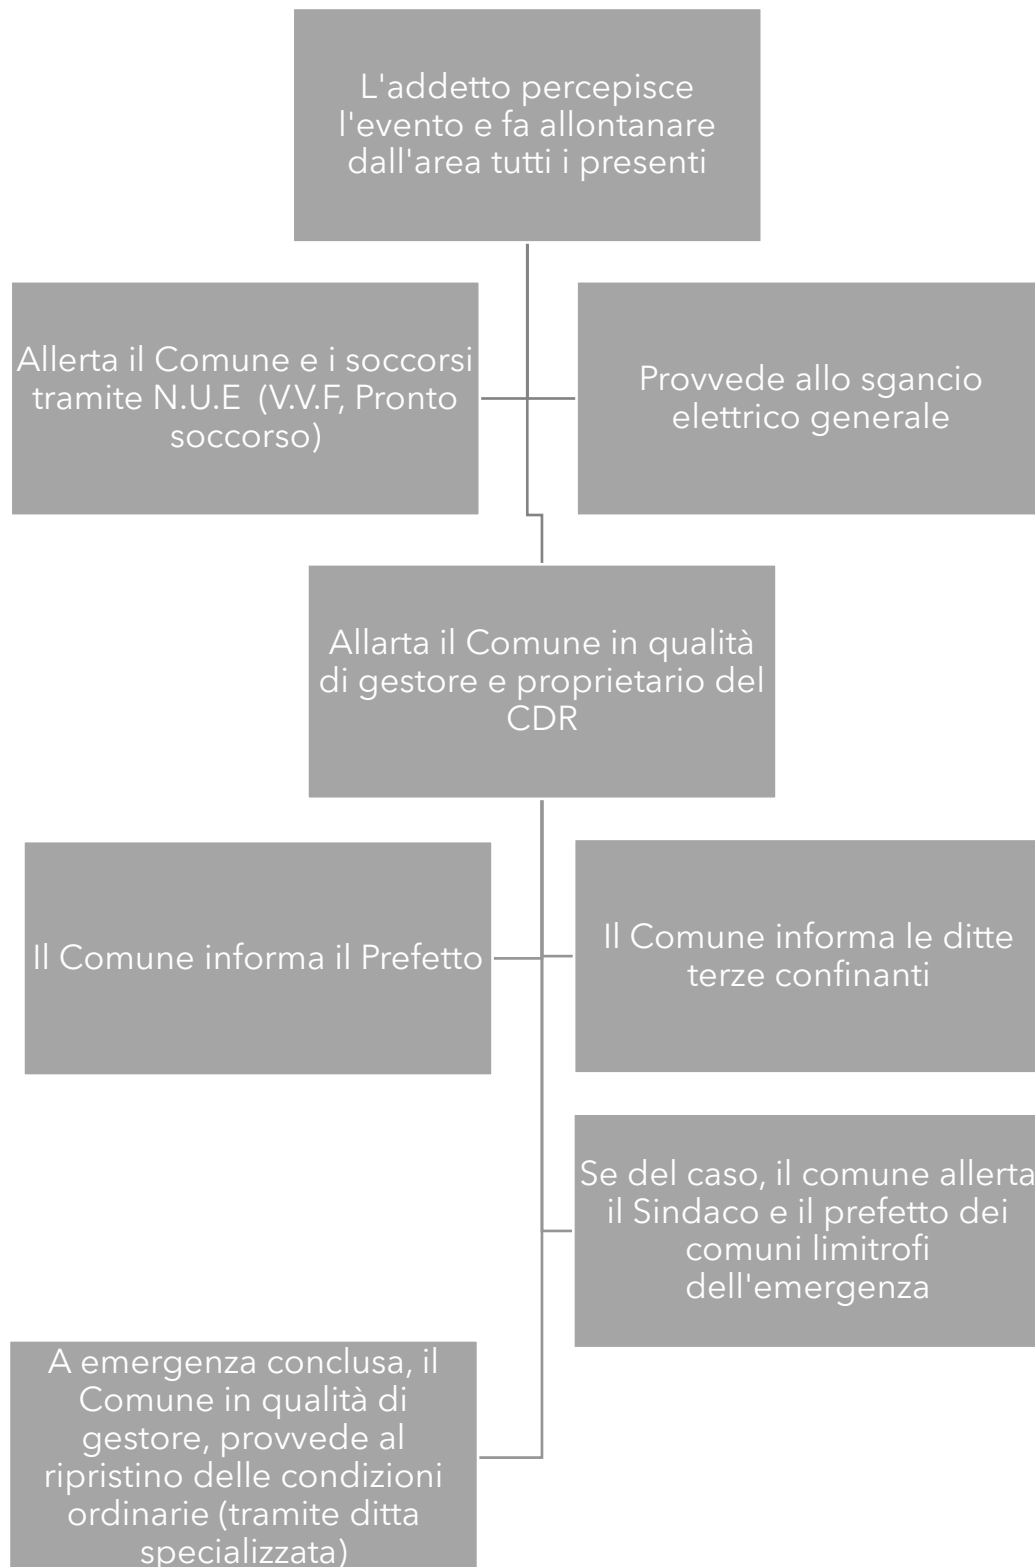 L'addetto percepisce
l'evento e fa allontanare
dall'area tutti i presenti
Allerta il Comune e i soccorsi
tramite N.U.E (V.V.F, Pronto
soccorso)
Provvede allo sgancio
elettrico generale
Allarta il Comune in qualità
di gestore e proprietario del
CDR
Il Comune informa il Prefetto
Il Comune informa le ditte
terze confinanti
Se del caso, il comune allerta
il Sindaco e il prefetto dei
comuni limitrofi
dell'emergenza
A emergenza conclusa, il
Comune in qualità di
gestore, provvede al
ripristino delle condizioni
ordinarie (tramite ditta
specializzata)